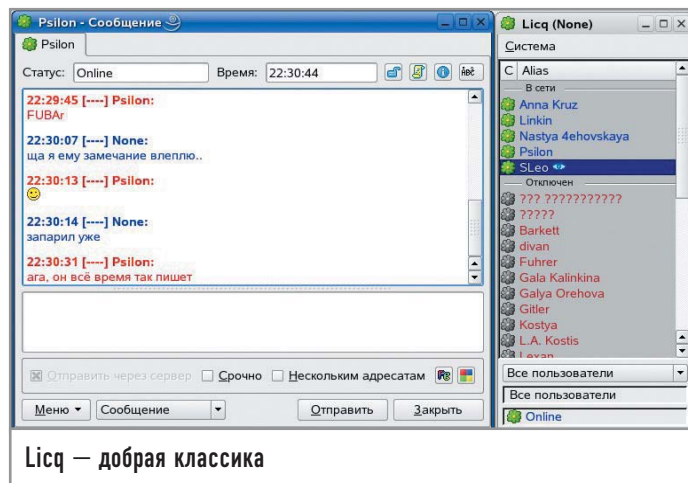 Psilon - Сообщение
Psilon
Статус: Online Время: 22:30:44
22:29:45 [----] Psilon:
FUBAr
22:30:07 [----] None:
ща я ему замечание влеплю..
22:30:13 [----] Psilon:
22:30:14 [----] None:
запарил уже
22:30:31 [----] Psilon:
ага, он всё время так пишет
Отправить через сервер Срочно Нескольким адресатам
Меню Сообщение Отправить Закрыть
Licq (None)
Система
С Alias
В сети
Anna Kruz
Linkin
Nastya 4ehovskaya
Psilon
SLeo
Отключен
??? ???????????
?????
Barkett
divan
Fuhrer
Gala Kalinkina
Galya Orehova
Gitler
Kostya
L.A. Kostis
Lexan
Все пользователи
Все пользователи
Online
Licq — добрая классика